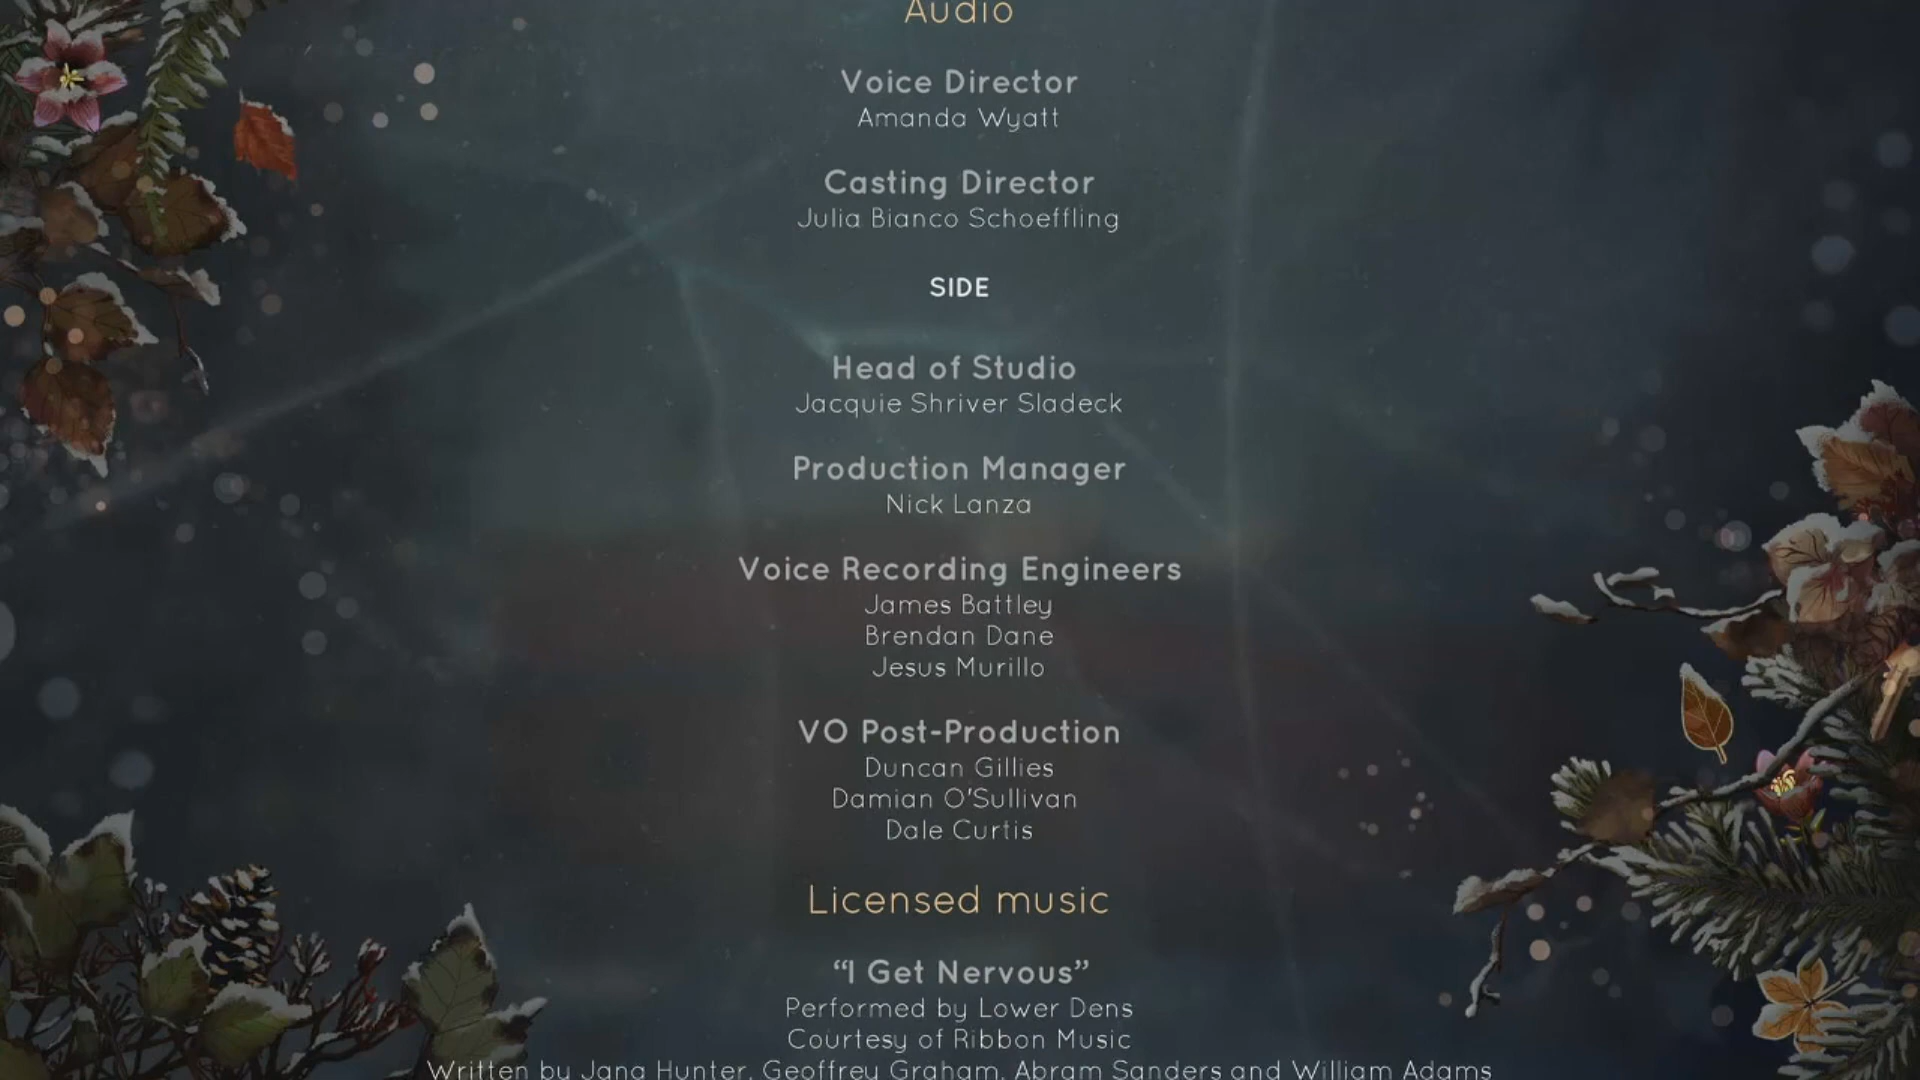 Audio
Voice Director
Amanda Wyatt
Casting Director
Julia Bianco Schoeffling
SIDE
Head of Studio
Jacquie Shriver Sladeck
Production Manager
Nick Lanza
Voice Recording Engineers
James Battley
Brendan Dane
Jesus Murillo
VO Post-Production
Duncan Gillies
Damian O'Sullivan
Dale Curtis
Licensed music
“I Get Nervous”
Performed by Lower Dens
Courtesy of Ribbon Music
Written by Jana Hunter, Geoffrey Graham, Abram Sanders and William Adams